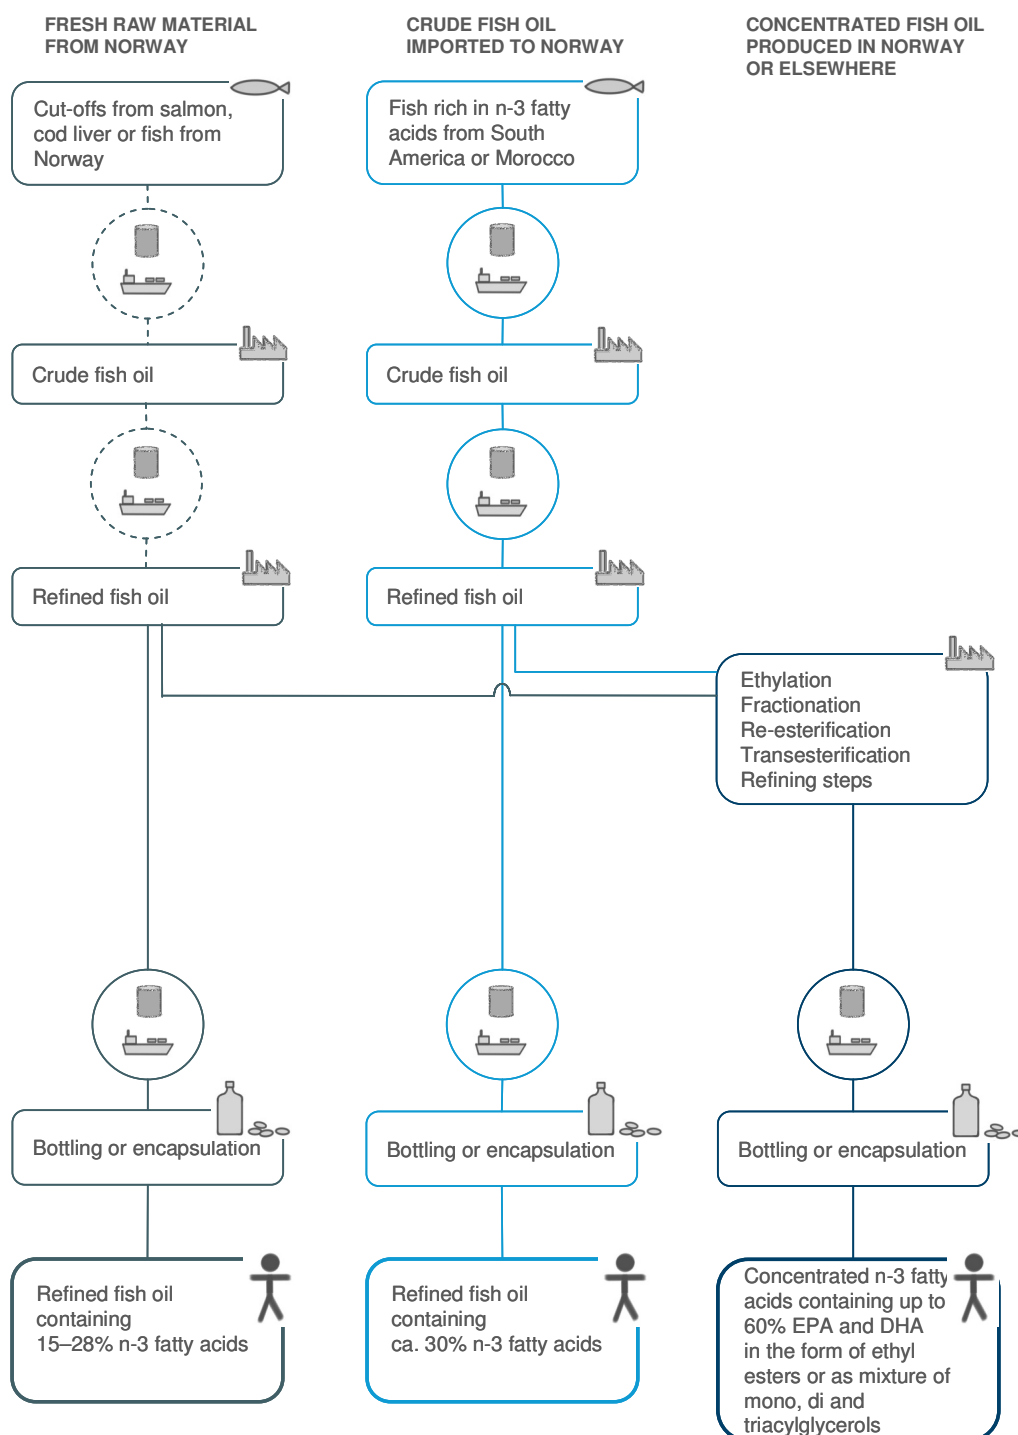 FRESH RAW MATERIAL
FROM NORWAY
CRUDE FISH OIL
IMPORTED TO NORWAY
CONCENTRATED FISH OIL
PRODUCED IN NORWAY
OR ELSEWHERE
Cut-offs from salmon,
cod liver or fish from
Norway
Fish rich in n-3 fatty
acids from South
America or Morocco
Crude fish oil
Crude fish oil
Refined fish oil
Refined fish oil
Ethylation
Fractionation
Re-esterification
Transesterification
Refining steps
Bottling or encapsulation
Bottling or encapsulation
Bottling or encapsulation
Refined fish oil
containing
15–28% n-3 fatty acids
Refined fish oil
containing
ca. 30% n-3 fatty acids
Concentrated n-3 fatty
acids containing up to
60% EPA and DHA
in the form of ethyl
esters or as mixture of
mono, di and
triacylglycerols